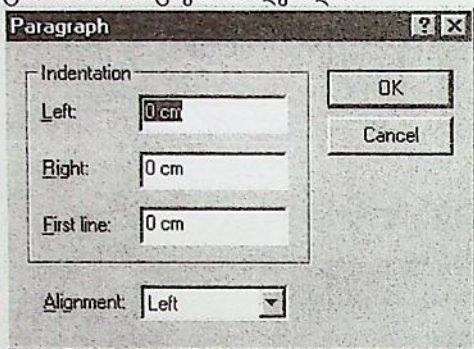 Paragraph
Indentation
Left: 0 cm
Right: 0 cm
First line: 0 cm
Alignment: Left
OK
Cancel